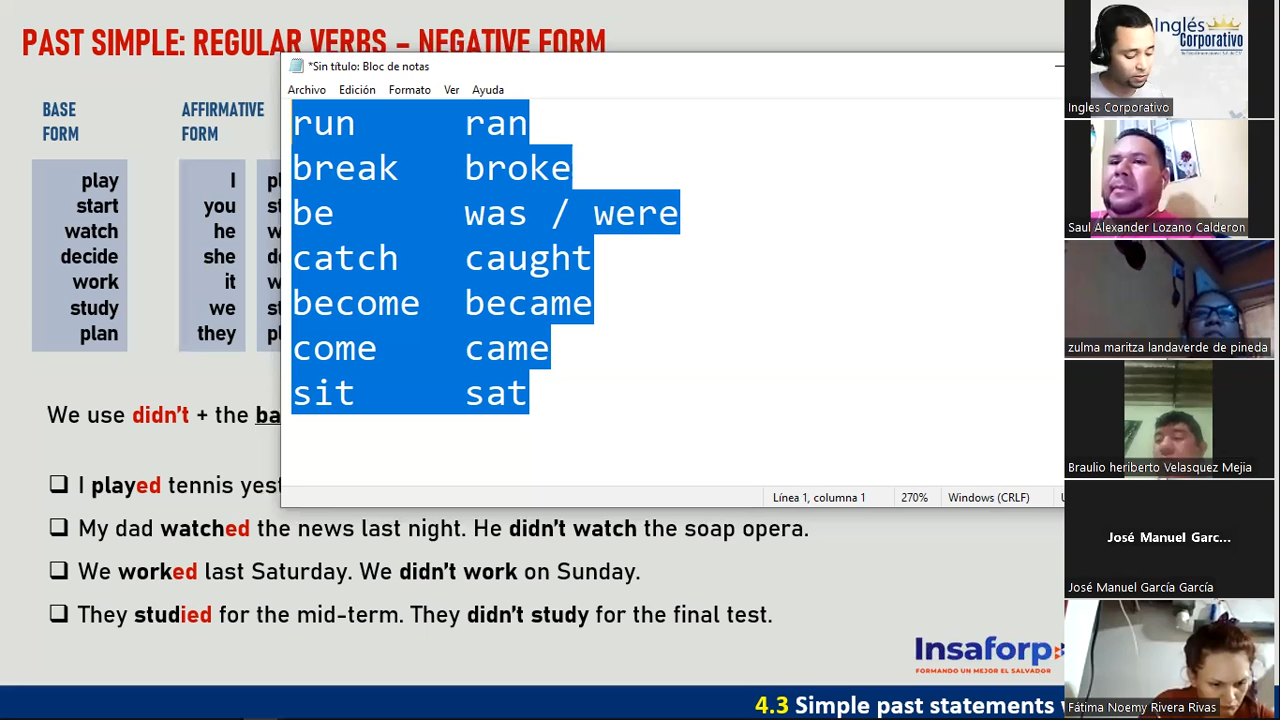 PAST SIMPLE: REGULAR VERBS – NEGATIVE FORM
BASE FORM
AFFIRMATIVE FORM
play
start
watch
decide
work
study
plan
I
you
he
she
it
we
they
*Sin título: Bloc de notas
Archivo Edición Formato Ver Ayuda
run ran
break broke
be was / were
catch caught
become became
come came
sit sat
Línea 1, columna 1 270% Windows (CRLF)
We use didn't + the
I played tennis
My dad watched the news last night. He didn't watch the soap opera.
We worked last Saturday. We didn't work on Sunday.
They studied for the mid-term. They didn't study for the final test.
Insaforp
FORMANDO UN MEJOR EL SALVADOR
4.3 Simple past statements
Inglés Corporativo
Ingles Corporativo
Saul Alexander Lozano Calderon
zulma maritza landaverde de pineda
Braulio heriberto Velasquez Mejia
José Manuel Garc...
José Manuel García García
Fátima Noemy Rivera Rivas